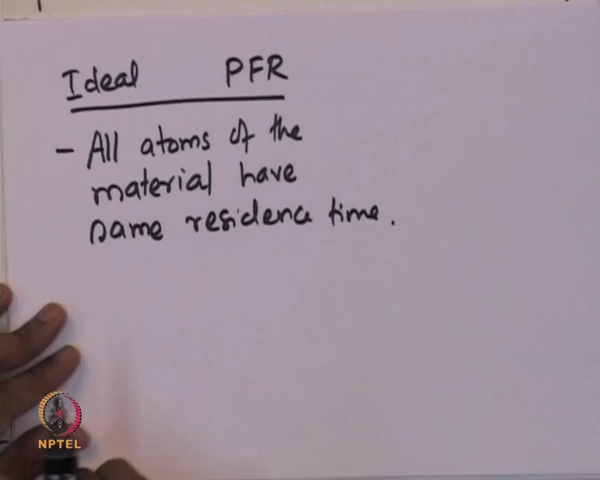 Ideal PFR
- All atoms of the
material have
same residence time.
NPTEL